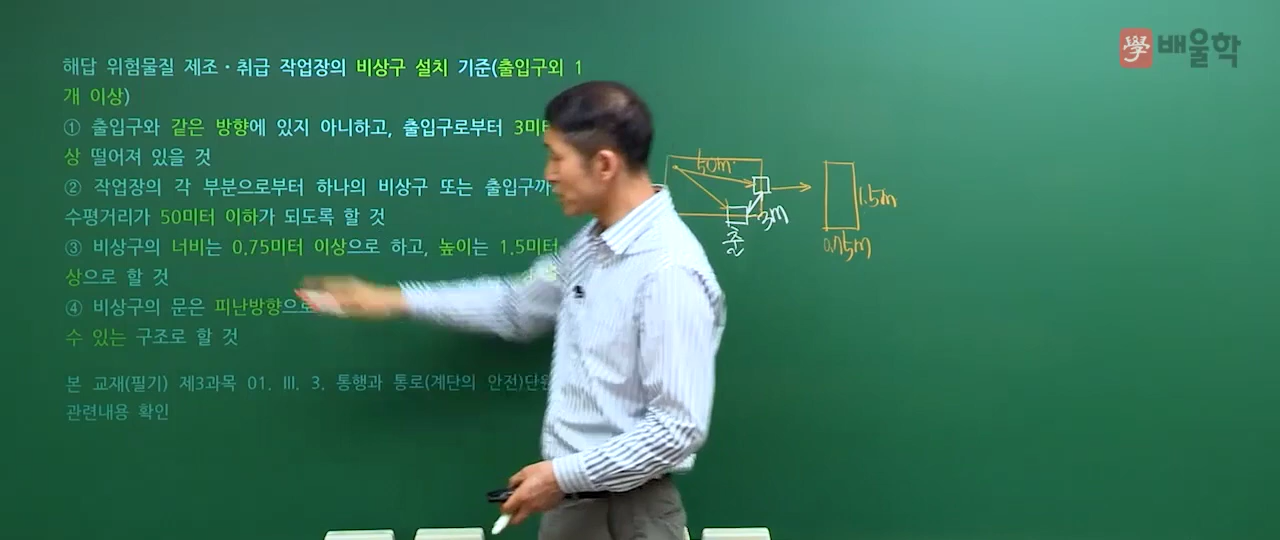 學 배울학
해답 위험물질 제조·취급 작업장의 비상구 설치 기준(출입구외 1
개 이상)
① 출입구와 같은 방향에 있지 아니하고, 출입구로부터 3미터
상 떨어져 있을 것
② 작업장의 각 부분으로부터 하나의 비상구 또는 출입구까
수평거리가 50미터 이하가 되도록 할 것
③ 비상구의 너비는 0.75미터 이상으로 하고, 높이는 1.5미터
상으로 할 것
④ 비상구의 문은 피난방향으로
수 있는 구조로 할 것
본 교재(필기) 제3과목 01. Ⅲ. 3. 통행과 통로(계단의 안전)단원
관련내용 확인
50m
3m
출
1.5m
0.75m